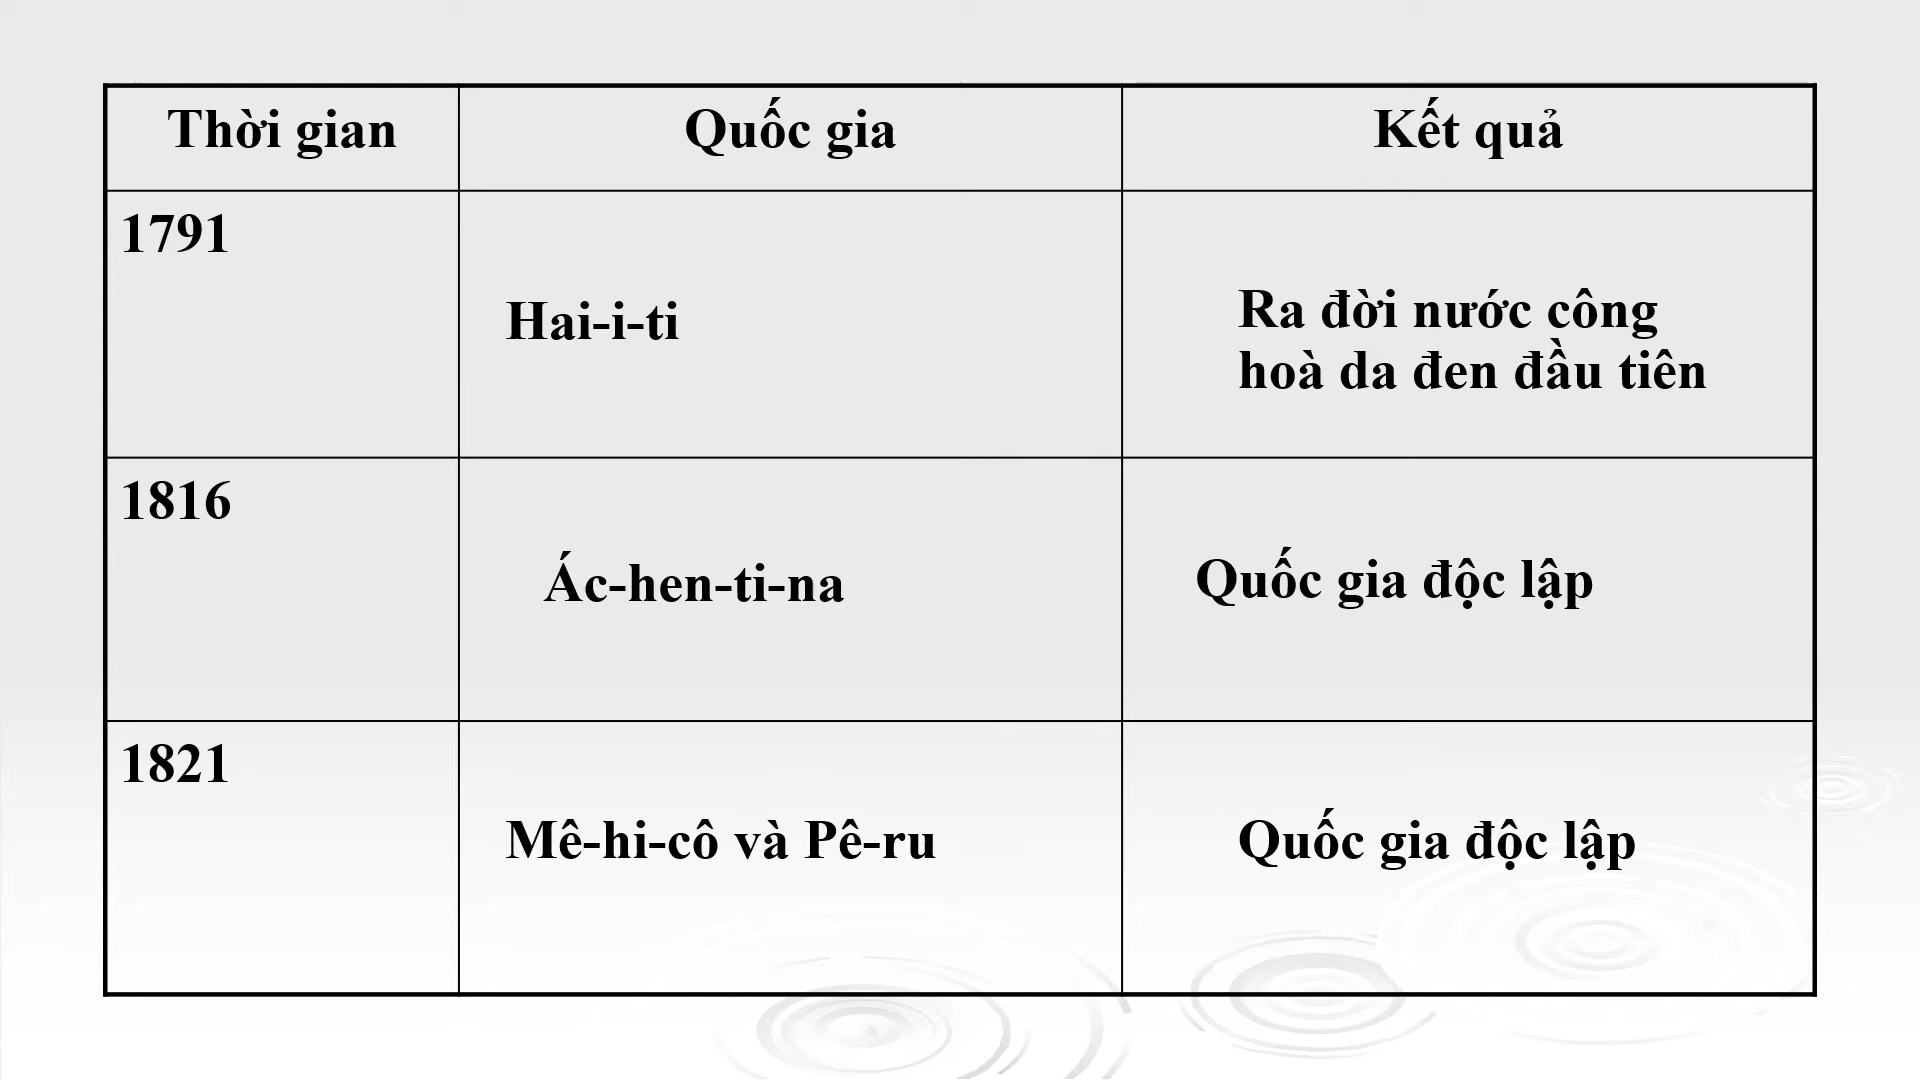 Thời gian
Quốc gia
Kết quả
1791
Hai-i-ti
Ra đời nước công
hoà da đen đầu tiên
1816
Ác-hen-ti-na
Quốc gia độc lập
1821
Mê-hi-cô và Pê-ru
Quốc gia độc lập